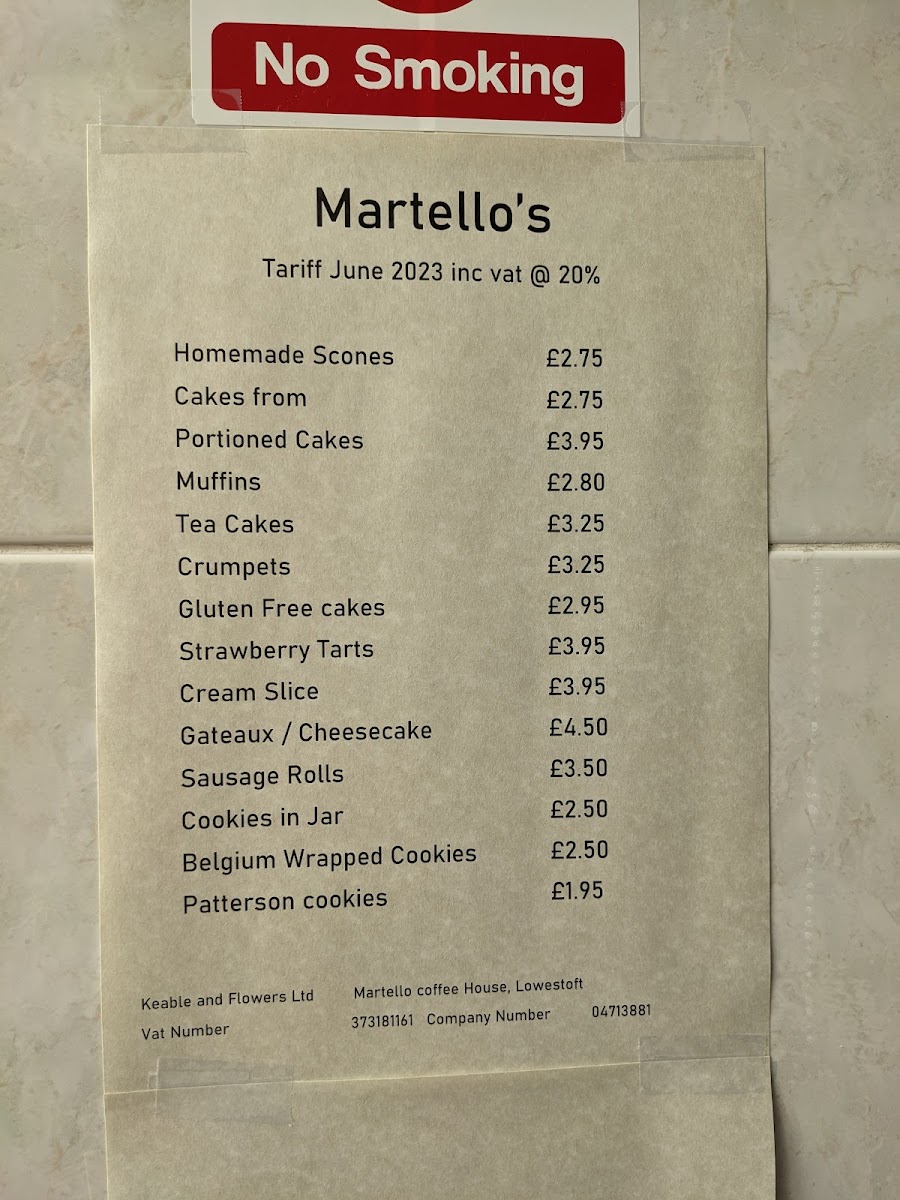 No Smoking
Martello's
Tariff June 2023 inc vat @ 20%
Homemade Scones £2.75
Cakes from £2.75
Portioned Cakes £3.95
Muffins £2.80
Tea Cakes £3.25
Crumpets £3.25
Gluten Free cakes £2.95
Strawberry Tarts £3.95
Cream Slice £3.95
Gateaux / Cheesecake £4.50
Sausage Rolls £3.50
Cookies in Jar £2.50
Belgium Wrapped Cookies £2.50
Patterson cookies £1.95
Keable and Flowers Ltd Martello coffee House, Lowestoft
Vat Number 373181161 Company Number 04713881